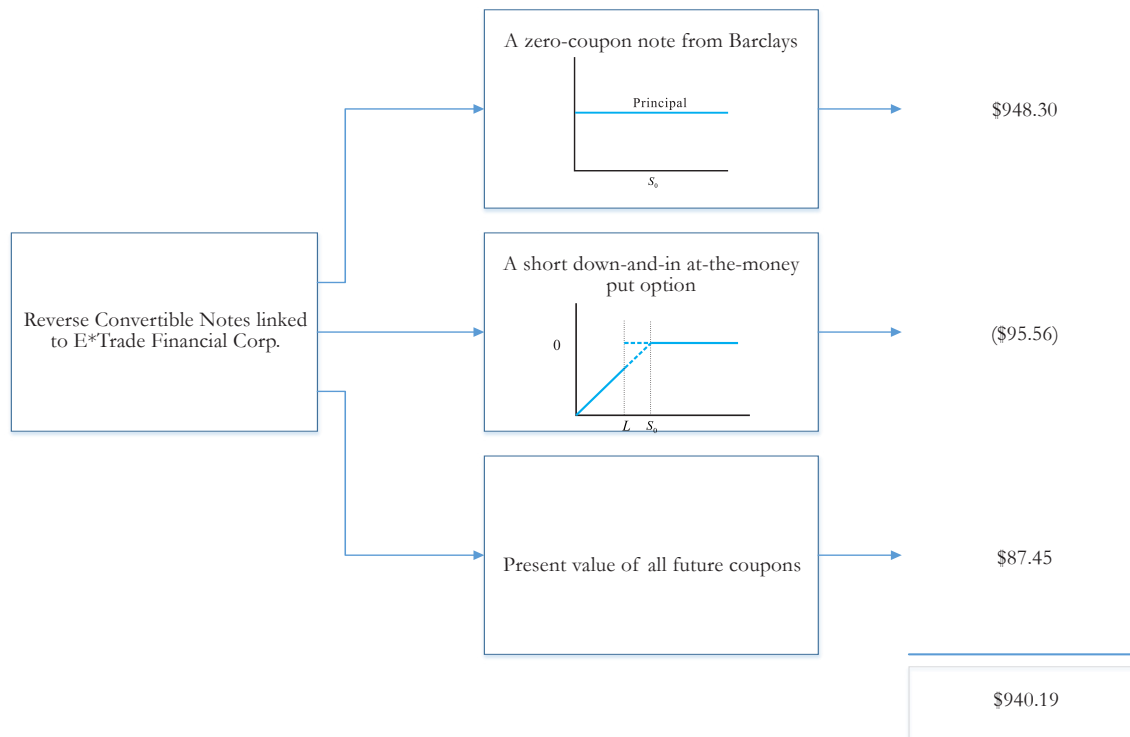 A zero-coupon note from Barclays
Principal
S₀
$948.30
Reverse Convertible Notes linked
to E*Trade Financial Corp.
A short down-and-in at-the-money
put option
0
L S₀
($95.56)
Present value of all future coupons
$87.45
$940.19